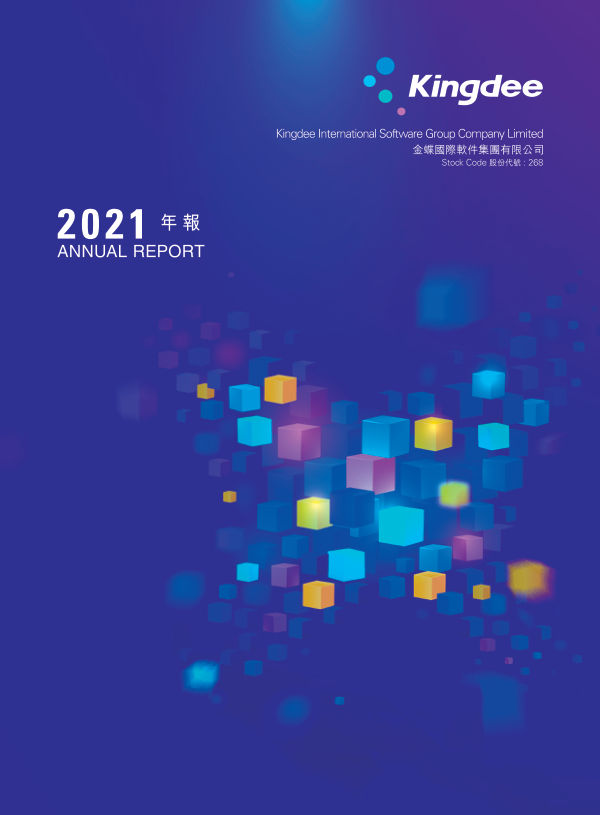 Kingdee
Kingdee International Software Group Company Limited
金蝶國際軟件集團有限公司
Stock Code 股份代號 : 268
2021 年報
ANNUAL REPORT